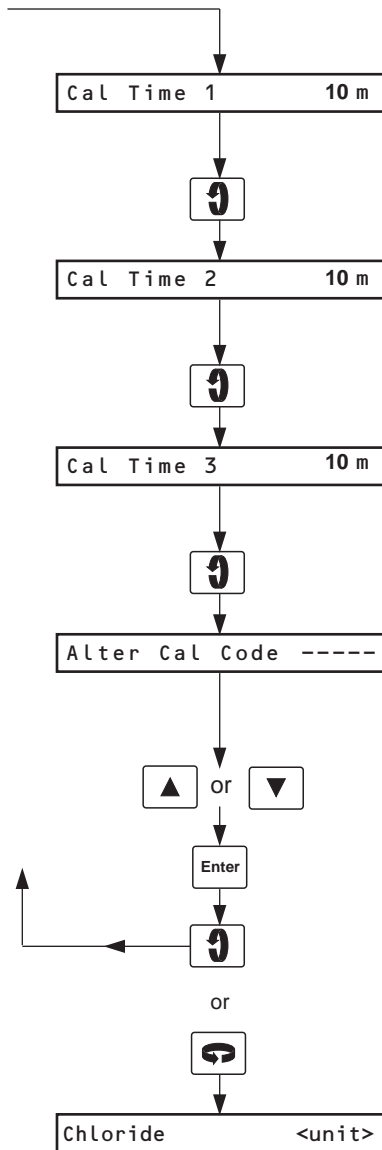 Cal Time 1 10 m
Cal Time 2 10 m
Cal Time 3 10 m
Alter Cal Code -----
▲ or ▼
Enter
or
Chloride <unit>